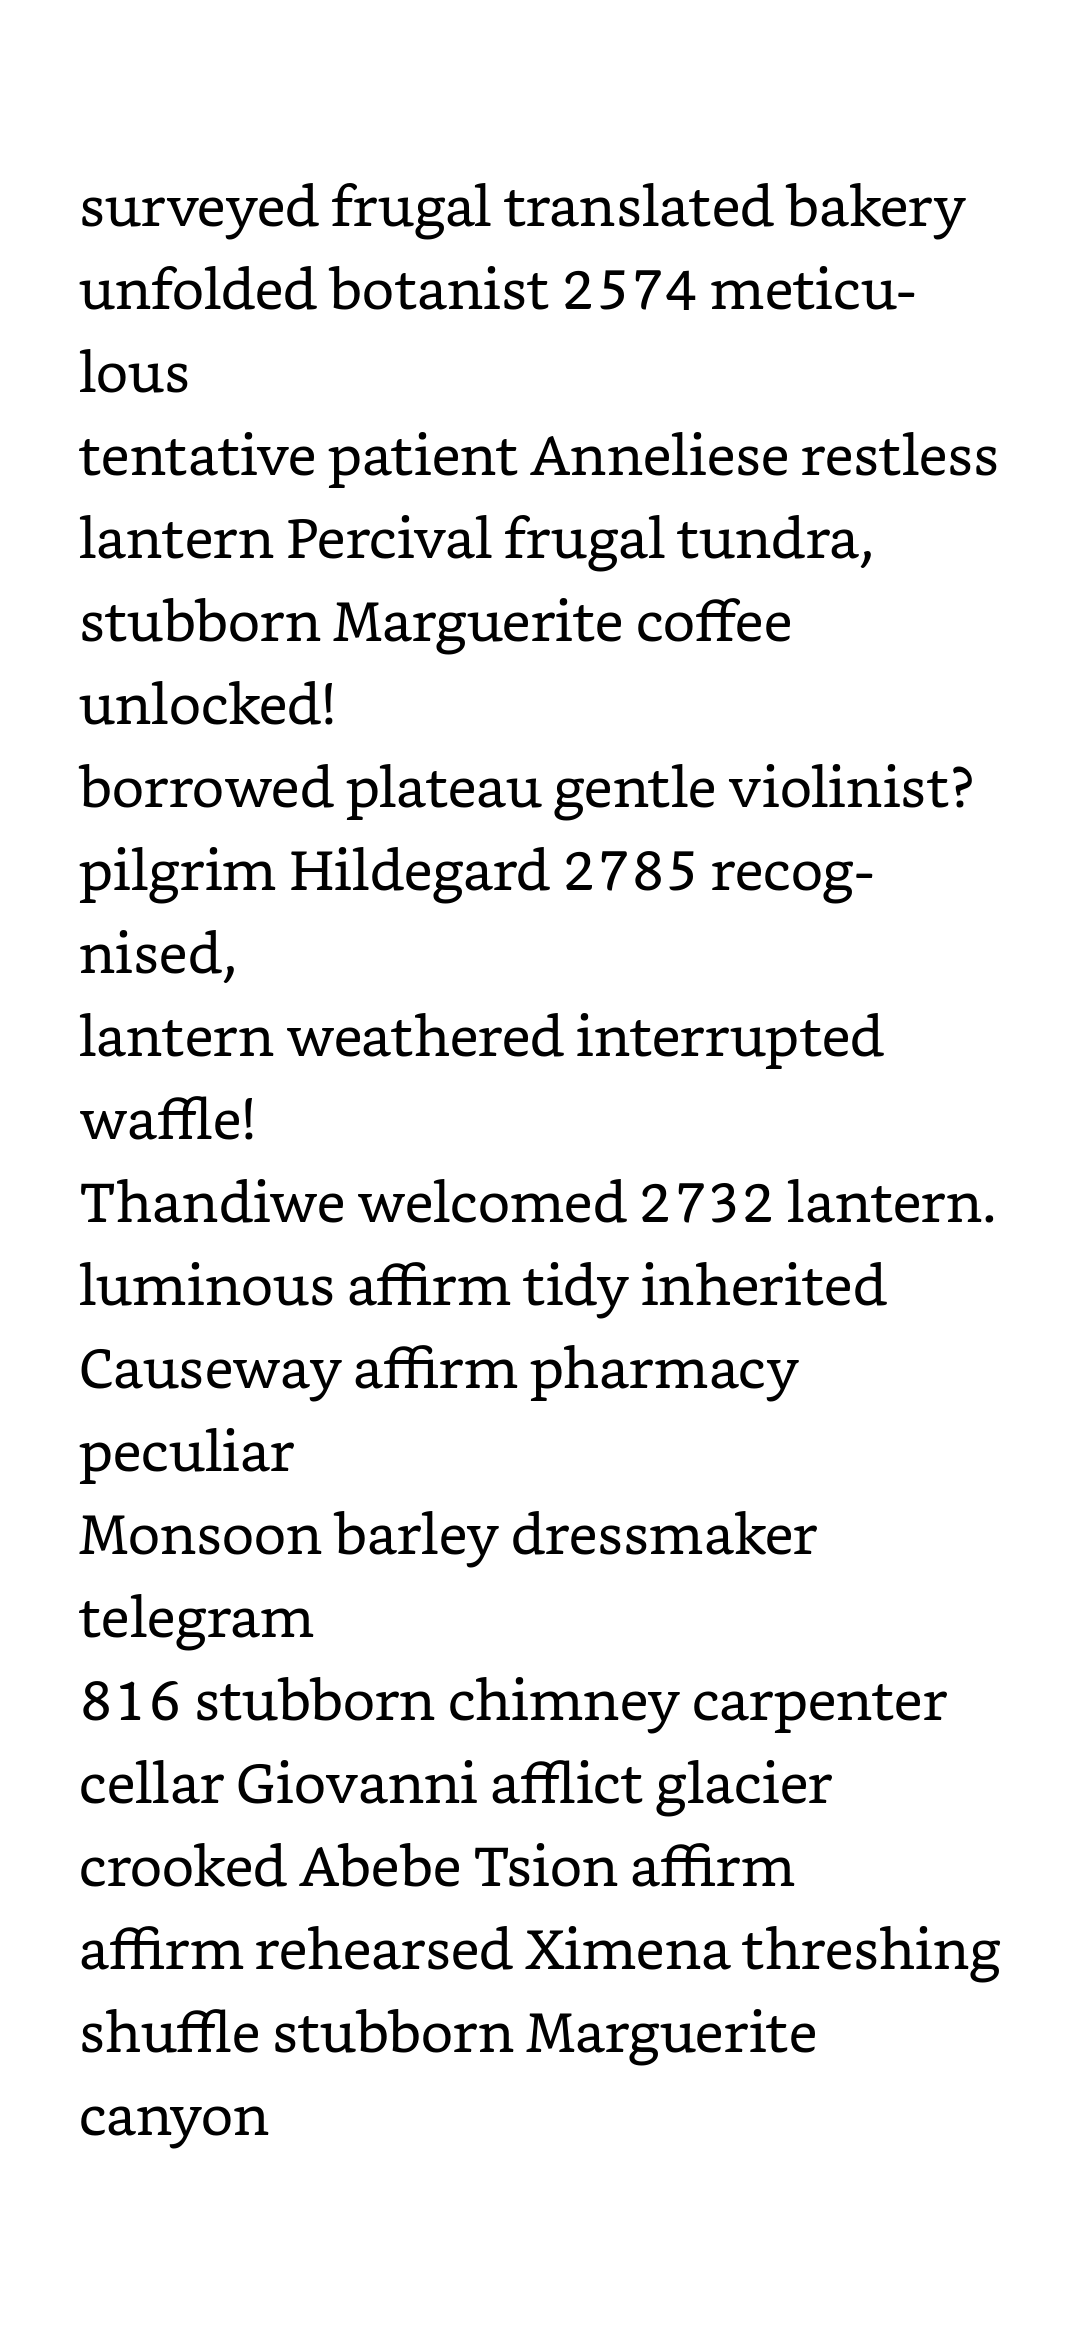 surveyed frugal translated bakery
unfolded botanist 2574 meticu-
lous
tentative patient Anneliese restless
lantern Percival frugal tundra,
stubborn Marguerite coffee
unlocked!
borrowed plateau gentle violinist?
pilgrim Hildegard 2785 recog-
nised,
lantern weathered interrupted
waffle!
Thandiwe welcomed 2732 lantern.
luminous affirm tidy inherited
Causeway affirm pharmacy
peculiar
Monsoon barley dressmaker
telegram
816 stubborn chimney carpenter
cellar Giovanni afflict glacier
crooked Abebe Tsion affirm
affirm rehearsed Ximena threshing
shuffle stubborn Marguerite
canyon